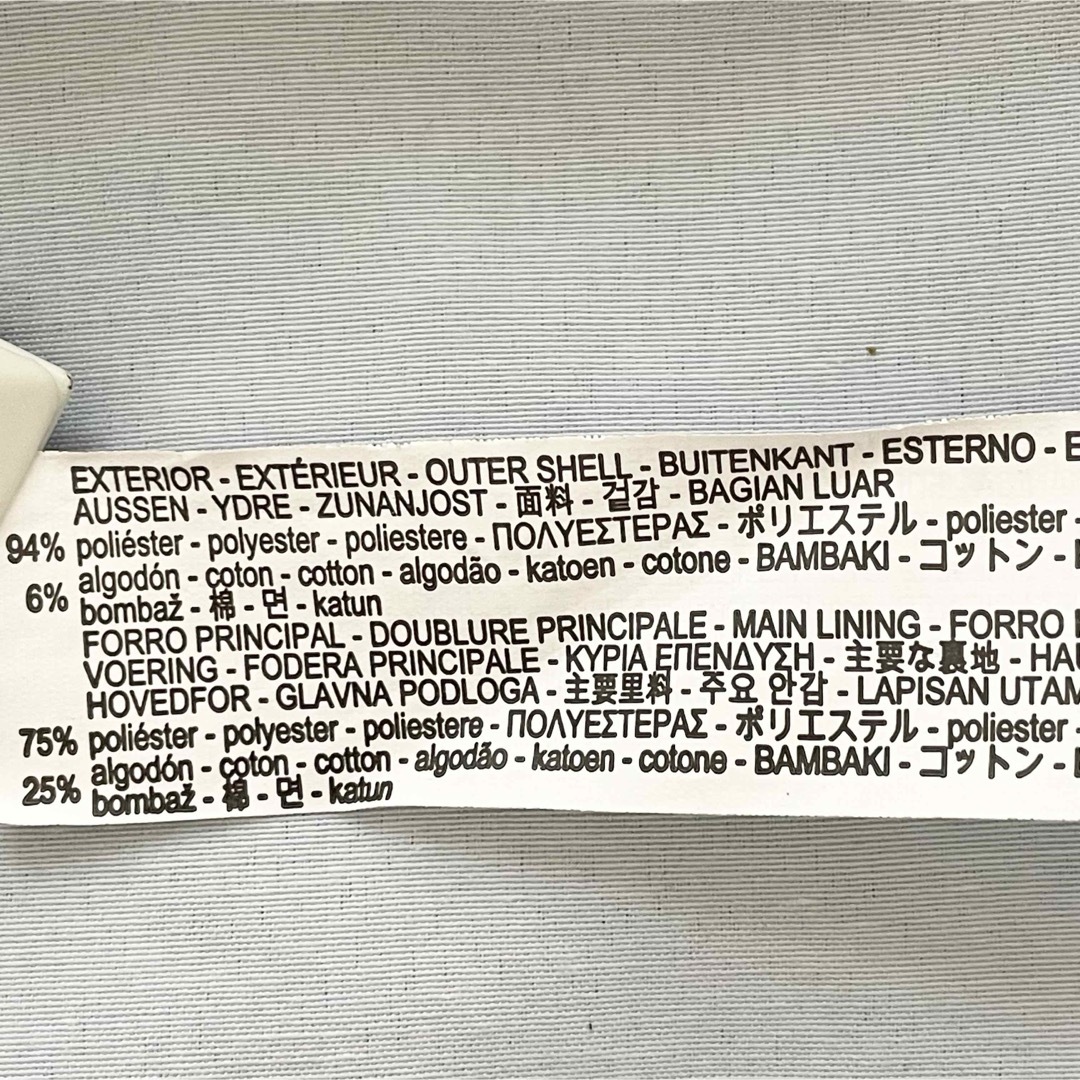 EXTERIOR - EXTÉRIEUR - OUTER SHELL - BUITENKANT - ESTERNO -
AUSSEN - YDRE - ZUNANJOST - 面料 - 겉감 - BAGIAN LUAR
94% poliéster - polyester - poliestere - ΠΟΛΥΕΣΤΕΡΑΣ - ポリエステル - poliester -
6% algodón - coton - cotton - algodão - katoen - cotone - BAMBAKI - コットン -
bombaž - 棉 - 면 - katun
FORRO PRINCIPAL - DOUBLURE PRINCIPALE - MAIN LINING - FORRO
VOERING - FODERA PRINCIPALE - ΚΥΡΙΑ ΕΠΕΝΔΥΣΗ - 主要な裏地 -
HOVEDFOR - GLAVNA PODLOGA - 主要里料 - 주요 안감 - LAPISAN UTAM
75% poliéster - polyester - poliestere - ΠΟΛΥΕΣΤΕΡΑΣ - ポリエステル - poliester -
25% algodón - coton - cotton - algodão - katoen - cotone - BAMBAKI - コットン -
bombaž - 棉 - 면 - katun